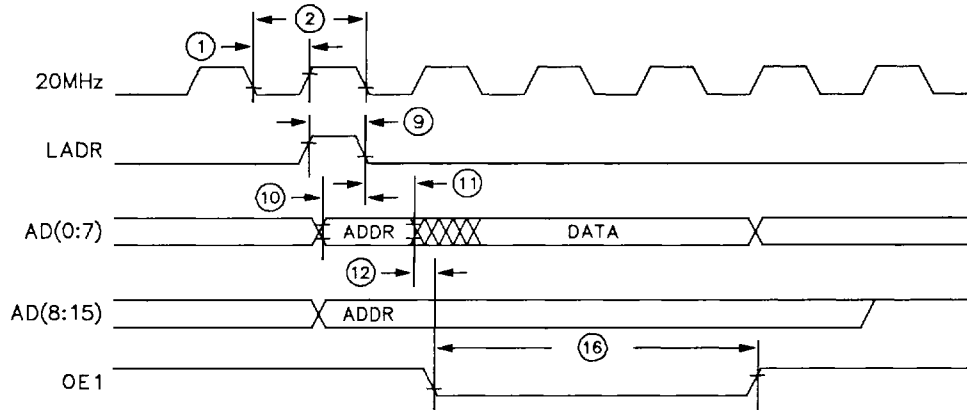 2
1
20MHz
9
LADR
10
11
AD(0:7)
ADDR
DATA
12
AD(8:15)
ADDR
16
OE1